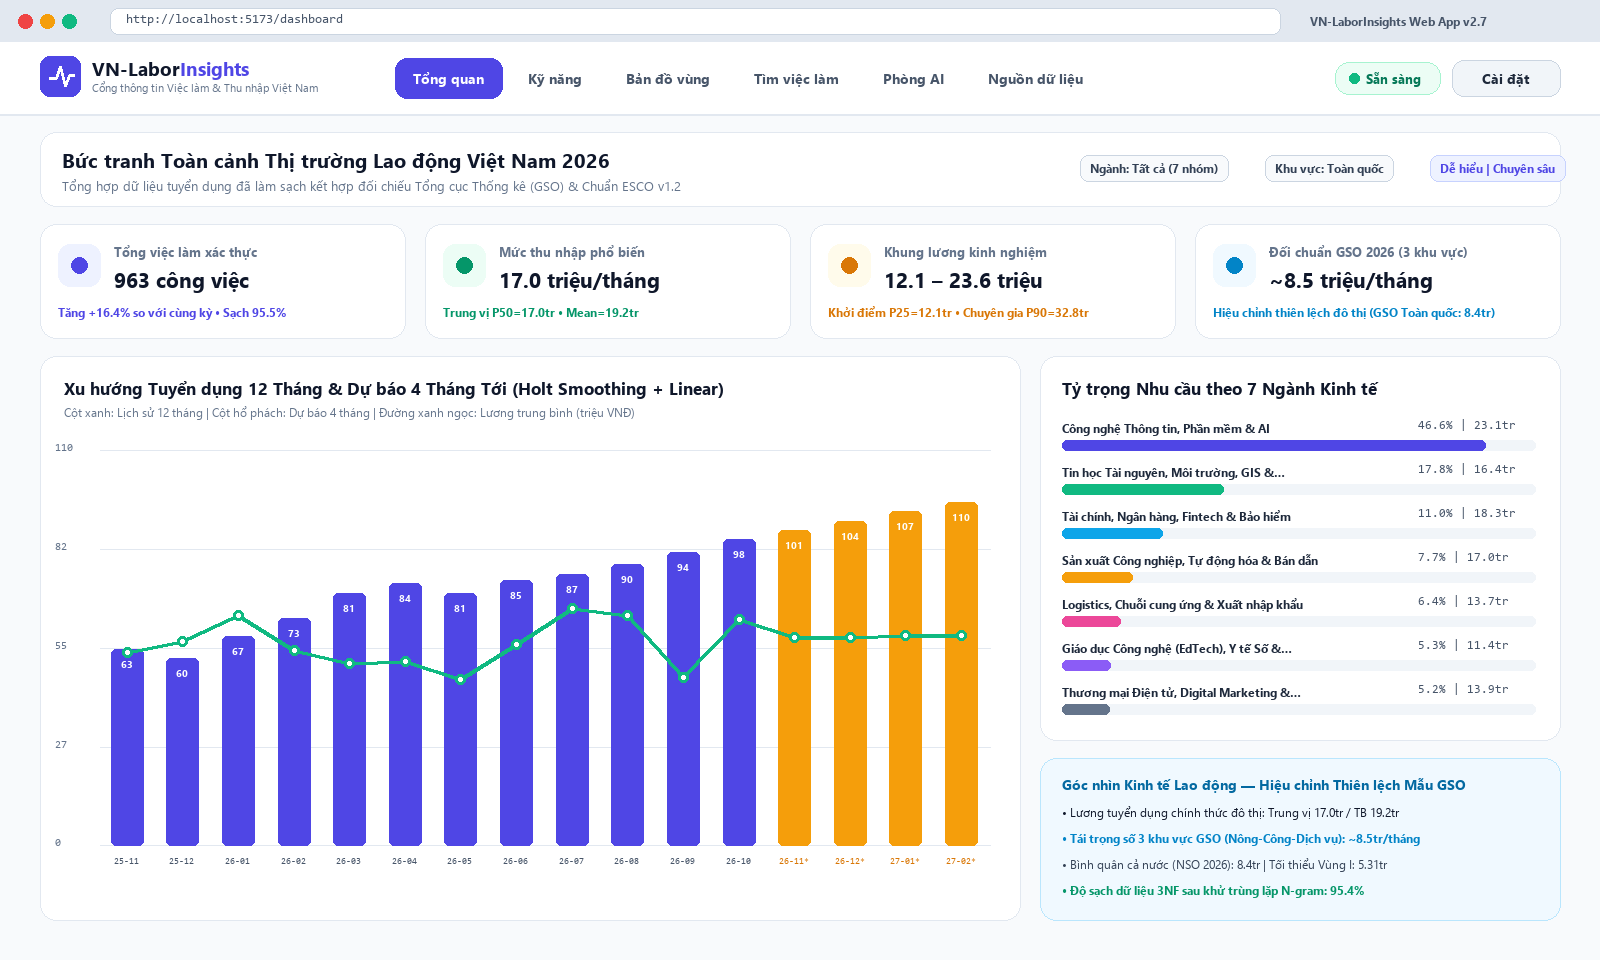 http://localhost:5173/dashboard
VN-LaborInsights Web App v2.7
VN-LaborInsights
Cổng thông tin Việc làm & Thu nhập Việt Nam
Tổng quan
Kỹ năng
Bản đồ vùng
Tìm việc làm
Phòng AI
Nguồn dữ liệu
Sẵn sàng
Cài đặt
Bức tranh Toàn cảnh Thị trường Lao động Việt Nam 2026
Tổng hợp dữ liệu tuyển dụng đã làm sạch kết hợp đối chiếu Tổng cục Thống kê (GSO) & Chuẩn ESCO v1.2
Ngành: Tất cả (7 nhóm)
Khu vực: Toàn quốc
Dễ hiểu | Chuyên sâu
Tổng việc làm xác thực
963 công việc
Tăng +16.4% so với cùng kỳ • Sạch 95.5%
Mức thu nhập phổ biến
17.0 triệu/tháng
Trung vị P50=17.0tr • Mean=19.2tr
Khung lương kinh nghiệm
12.1 – 23.6 triệu
Khởi điểm P25=12.1tr • Chuyên gia P90=32.8tr
Đối chuẩn GSO 2026 (3 khu vực)
~8.5 triệu/tháng
Hiệu chỉnh thiên lệch đô thị (GSO Toàn quốc: 8.4tr)
Xu hướng Tuyển dụng 12 Tháng & Dự báo 4 Tháng Tới (Holt Smoothing + Linear)
Cột xanh: Lịch sử 12 tháng | Cột hổ phách: Dự báo 4 tháng | Đường xanh ngọc: Lương trung bình (triệu VNĐ)
110
82
55
27
0
63
60
67
73
81
84
81
85
87
90
94
98
101
104
107
110
25-11
25-12
26-01
26-02
26-03
26-04
26-05
26-06
26-07
26-08
26-09
26-10
26-11*
26-12*
27-01*
27-02*
Tỷ trọng Nhu cầu theo 7 Ngành Kinh tế
Công nghệ Thông tin, Phần mềm & AI
46.6% | 23.1tr
Tin học Tài nguyên, Môi trường, GIS &...
17.8% | 16.4tr
Tài chính, Ngân hàng, Fintech & Bảo hiểm
11.0% | 18.3tr
Sản xuất Công nghiệp, Tự động hóa & Bán dẫn
7.7% | 17.0tr
Logistics, Chuỗi cung ứng & Xuất nhập khẩu
6.4% | 13.7tr
Giáo dục Công nghệ (EdTech), Y tế Số &...
5.3% | 11.4tr
Thương mại Điện tử, Digital Marketing &...
5.2% | 13.9tr
Góc nhìn Kinh tế Lao động — Hiệu chỉnh Thiên lệch Mẫu GSO
• Lương tuyển dụng chính thức đô thị: Trung vị 17.0tr / TB 19.2tr
• Tái trọng số 3 khu vực GSO (Nông-Công-Dịch vụ): ~8.5tr/tháng
• Bình quân cả nước (NSO 2026): 8.4tr | Tối thiểu Vùng I: 5.31tr
• Độ sạch dữ liệu 3NF sau khử trùng lặp N-gram: 95.4%